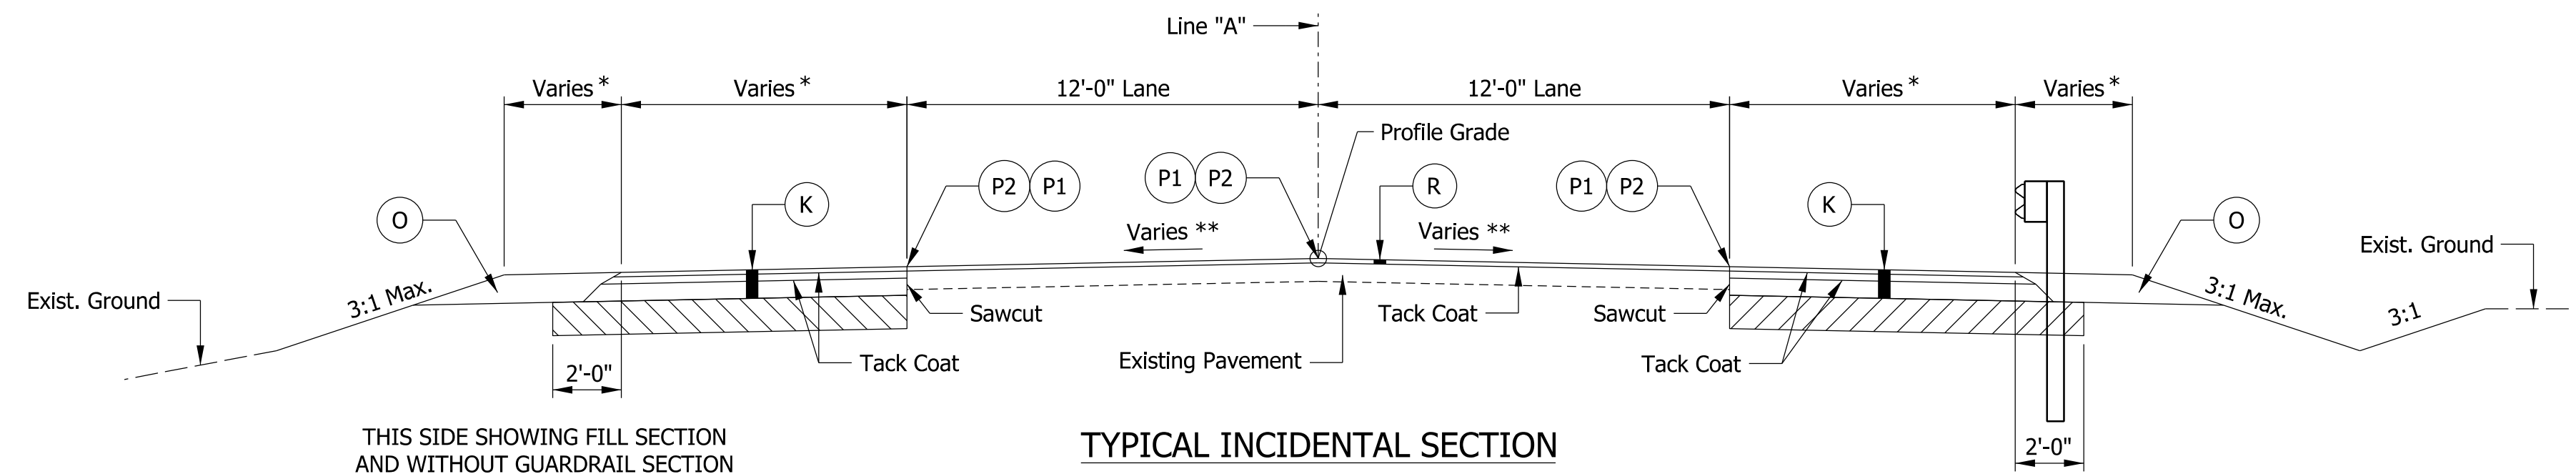 Line "A"
Varies *
Varies *
12'-0" Lane
12'-0" Lane
Varies *
Varies *
Profile Grade
P2 P1
P1 P2
R
P1 P2
K
K
O
O
Varies **
Varies **
Exist. Ground
Exist. Ground
3:1 Max.
3:1 Max.
3:1
Sawcut
Tack Coat
Sawcut
Tack Coat
Existing Pavement
Tack Coat
2'-0"
2'-0"
THIS SIDE SHOWING FILL SECTION
AND WITHOUT GUARDRAIL SECTION
TYPICAL INCIDENTAL SECTION